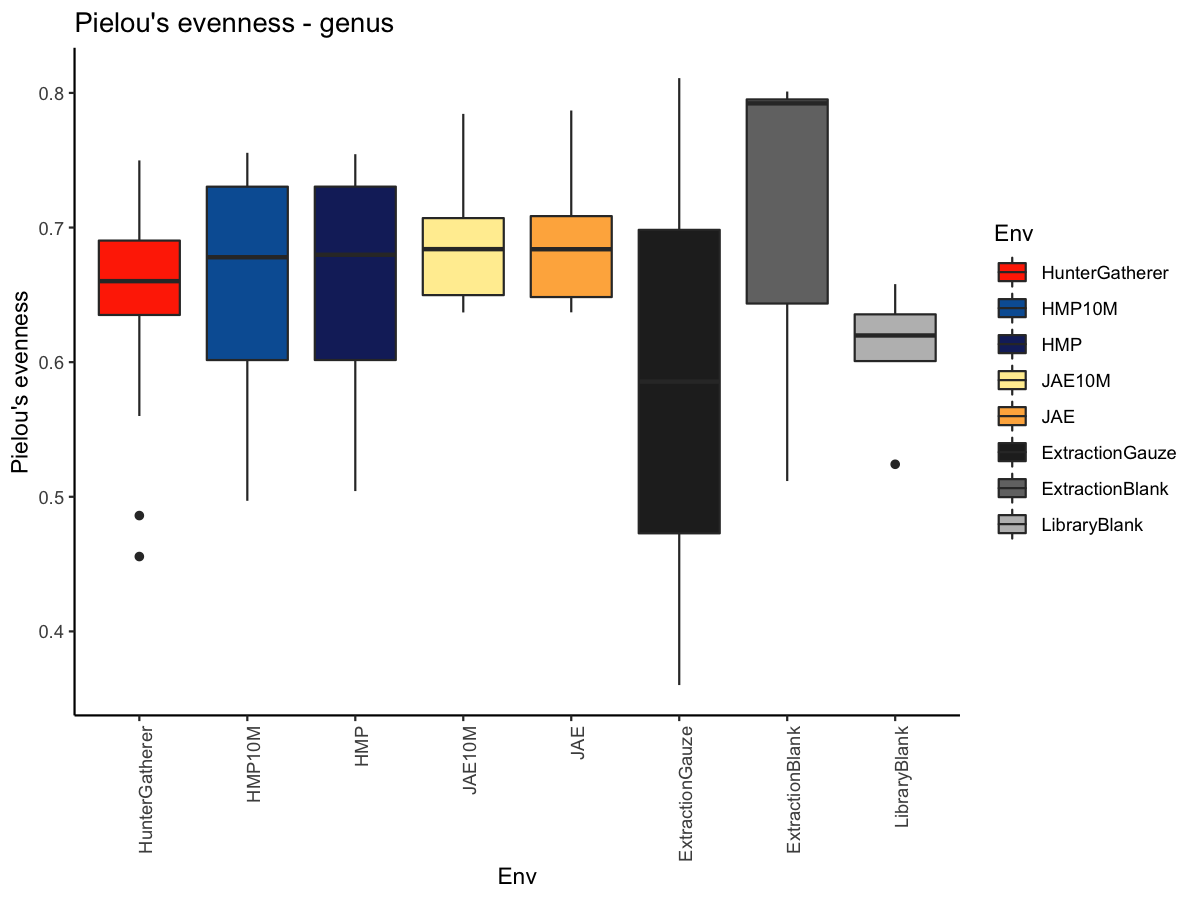 Pielou's evenness - genus
Pielou's evenness
0.8
0.7
0.6
0.5
0.4
HunterGatherer
HMP10M
HMP
JAE10M
JAE
ExtractionGauze
ExtractionBlank
LibraryBlank
Env
Env
HunterGatherer
HMP10M
HMP
JAE10M
JAE
ExtractionGauze
ExtractionBlank
LibraryBlank